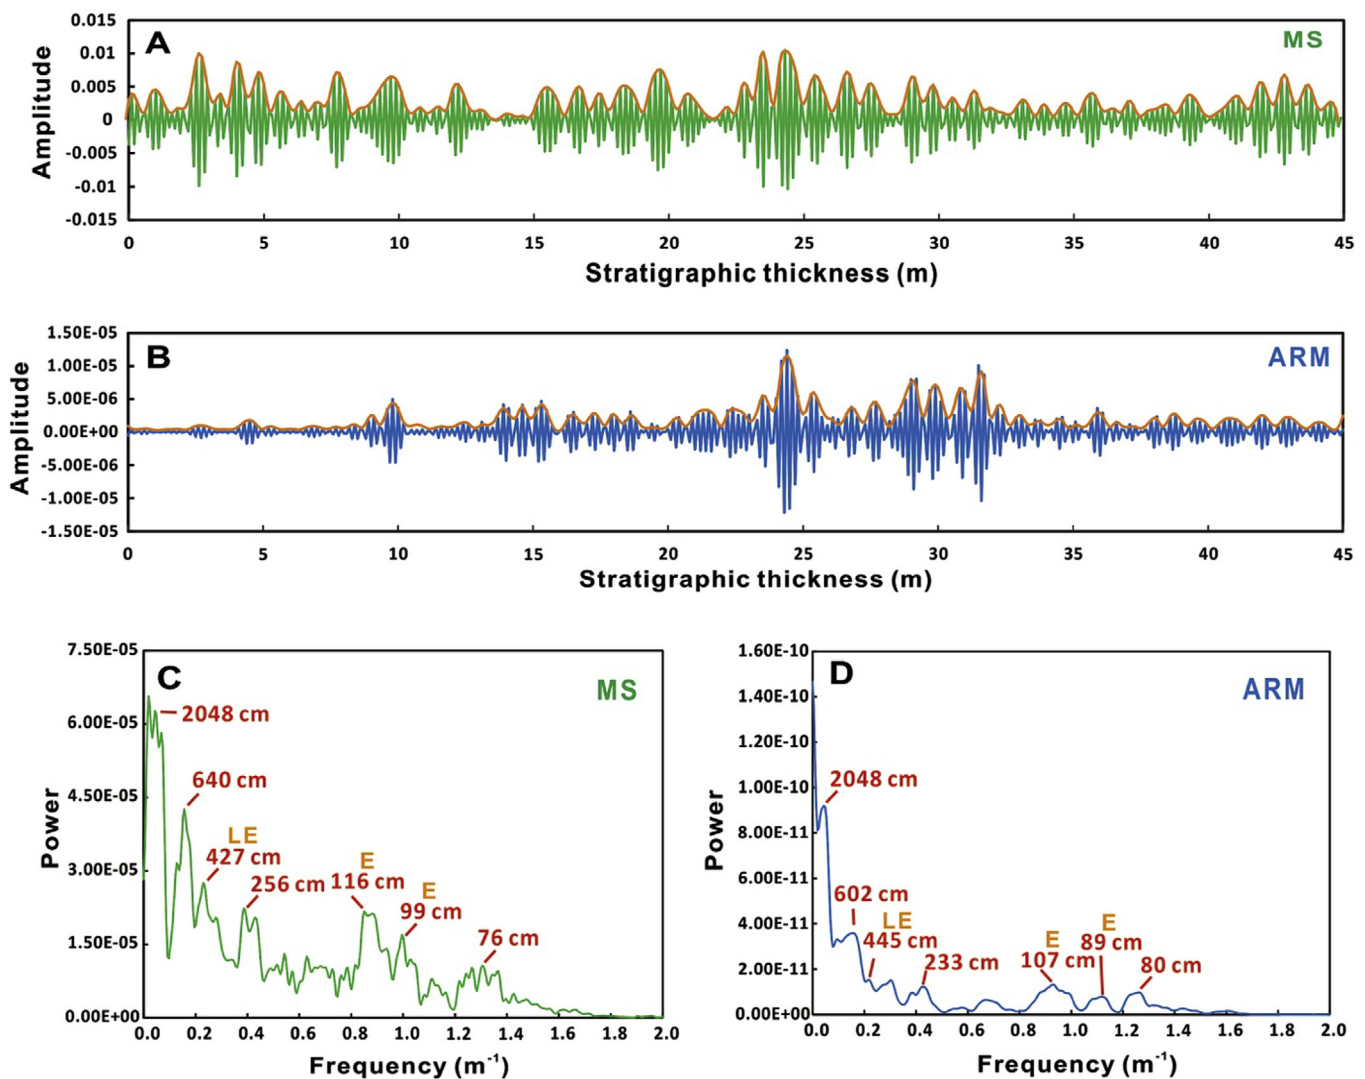 A
MS
Amplitude
0.015
0.01
0.005
0
-0.005
-0.01
-0.015
0 5 10 15 20 25 30 35 40 45
Stratigraphic thickness (m)
B
ARM
Amplitude
1.50E-05
1.00E-05
5.00E-06
0.00E+00
-5.00E-06
-1.00E-05
-1.50E-05
0 5 10 15 20 25 30 35 40 45
Stratigraphic thickness (m)
C
MS
Power
7.50E-05
6.00E-05
4.50E-05
3.00E-05
1.50E-05
0.00E+00
2048 cm
640 cm
LE
427 cm
256 cm
E
116 cm
E
99 cm
76 cm
0.0 0.2 0.4 0.6 0.8 1.0 1.2 1.4 1.6 1.8 2.0
Frequency (m-1)
D
ARM
Power
1.60E-10
1.40E-10
1.20E-10
1.00E-10
8.00E-11
6.00E-11
4.00E-11
2.00E-11
0.00E+00
2048 cm
602 cm
LE
445 cm
233 cm
E
107 cm
E
89 cm
80 cm
0.0 0.2 0.4 0.6 0.8 1.0 1.2 1.4 1.6 1.8 2.0
Frequency (m-1)